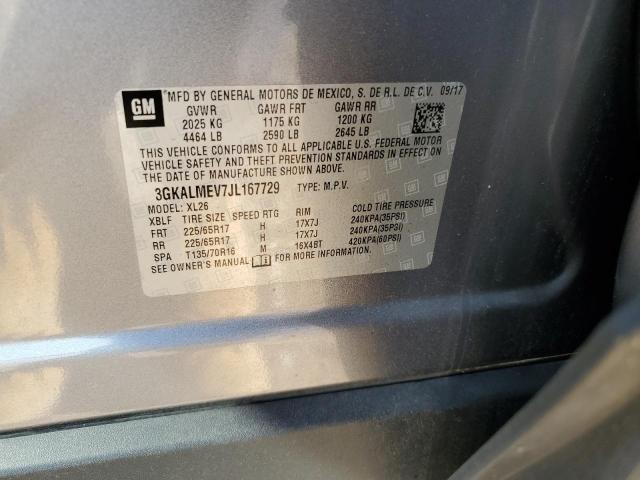 GM
MFD BY GENERAL MOTORS DE MEXICO, S. DE R.L. DE C.V. 09/17
GVWR GAWR FRT GAWR RR
2025 KG 1175 KG 1200 KG
4464 LB 2590 LB 2645 LB
THIS VEHICLE CONFORMS TO ALL APPLICABLE U.S. FEDERAL MOTOR
VEHICLE SAFETY AND THEFT PREVENTION STANDARDS IN EFFECT ON
THE DATE OF MANUFACTURE SHOWN ABOVE.
3GKALMEV7JL167729 TYPE: M.P.V.
MODEL: XL26
XBLF TIRE SIZE SPEED RTG RIM COLD TIRE PRESSURE
FRT 225/65R17 H 17X7J 240KPA(35PSI)
RR 225/65R17 H 17X7J 240KPA(35PSI)
SPA T135/70R16 M 16X4BT 420KPA(60PSI)
SEE OWNER'S MANUAL FOR MORE INFORMATION.